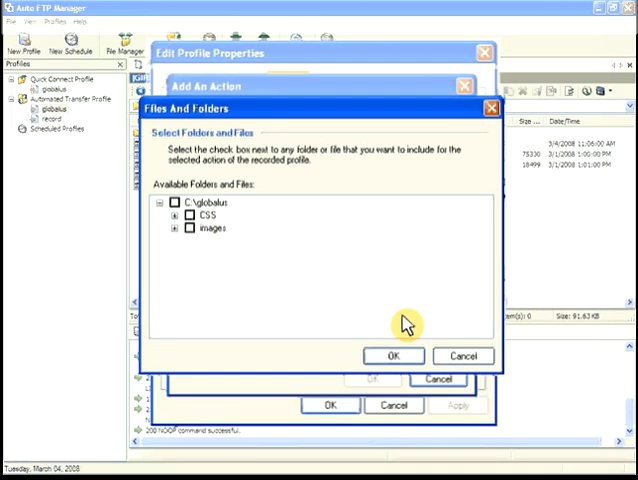 Auto FTP Manager
File View Profiles Help
New Profile New Schedule File Manager
Profiles
Quick Connect Profile
globalus
Automated Transfer Profile
globalus
record
Scheduled Profiles
Edit Profile Properties
Add An Action
Files And Folders
Select Folders and Files
Select the check box next to any folder or file that you want to include for the
selected action of the recorded profile.
Available Folders and Files:
C:\globalus
CSS
images
OK Cancel
OK Cancel
OK Cancel Apply
Size ... Date/Time
3/4/2008 11:06:00 AM
75330 3/1/2008 1:00:00 PM
18499 3/1/2008 1:01:00 PM
item(s): 0 Size: 91.63 KB
200 NOOP command successful.
Tuesday, March 04, 2008